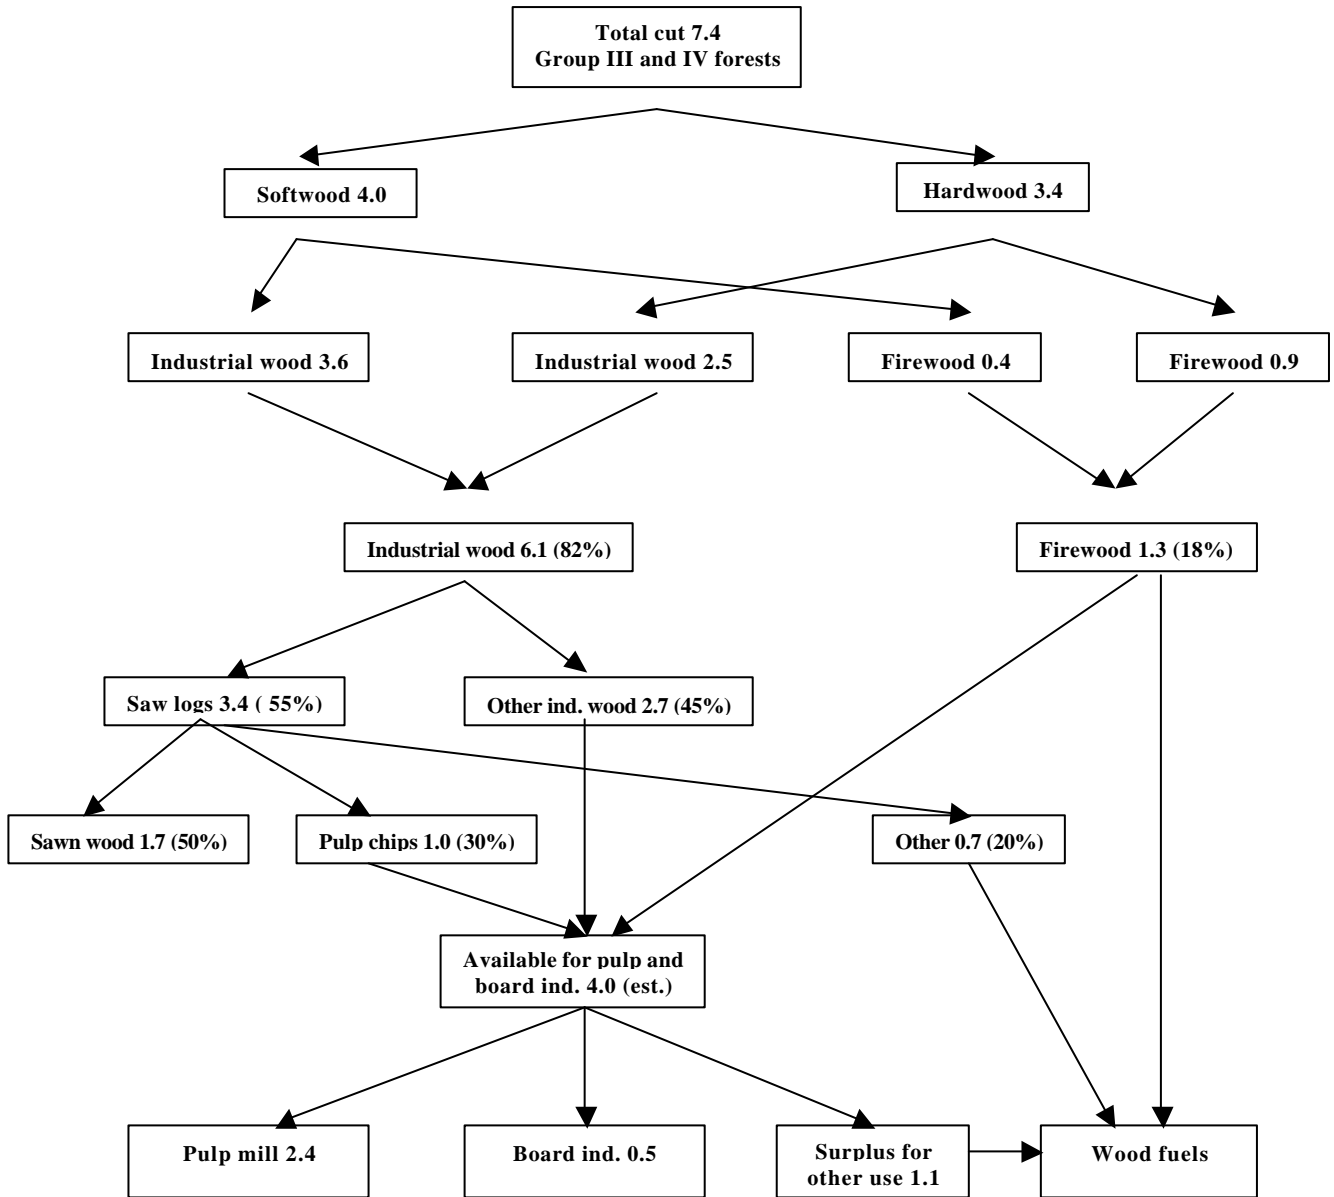 Total cut 7.4
Group III and IV forests
Softwood 4.0
Hardwood 3.4
Industrial wood 3.6
Industrial wood 2.5
Firewood 0.4
Firewood 0.9
Industrial wood 6.1 (82%)
Firewood 1.3 (18%)
Saw logs 3.4 ( 55%)
Other ind. wood 2.7 (45%)
Sawn wood 1.7 (50%)
Pulp chips 1.0 (30%)
Other 0.7 (20%)
Available for pulp and
board ind. 4.0 (est.)
Pulp mill 2.4
Board ind. 0.5
Surplus for
other use 1.1
Wood fuels